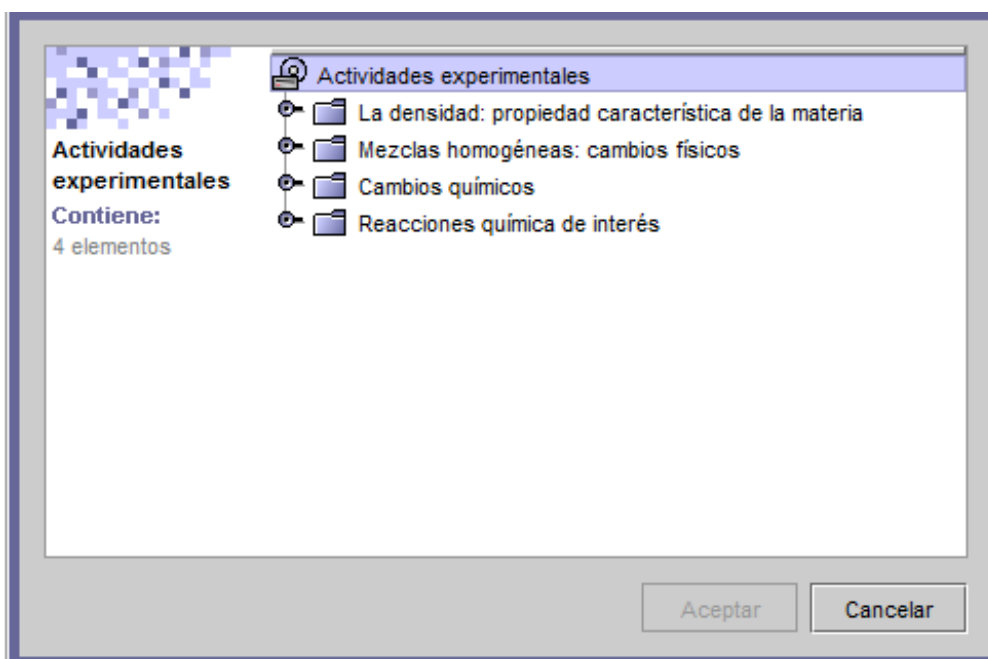 Actividades experimentales
La densidad: propiedad característica de la materia
Mezclas homogéneas: cambios físicos
Cambios químicos
Reacciones química de interés
Actividades
experimentales
Contiene:
4 elementos
Aceptar
Cancelar